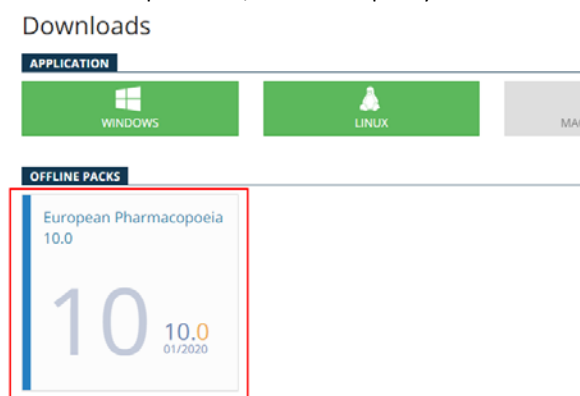 Downloads
APPLICATION
WINDOWS
LINUX
OFFLINE PACKS
European Pharmacopoeia
10.0
10
10.0
01/2020